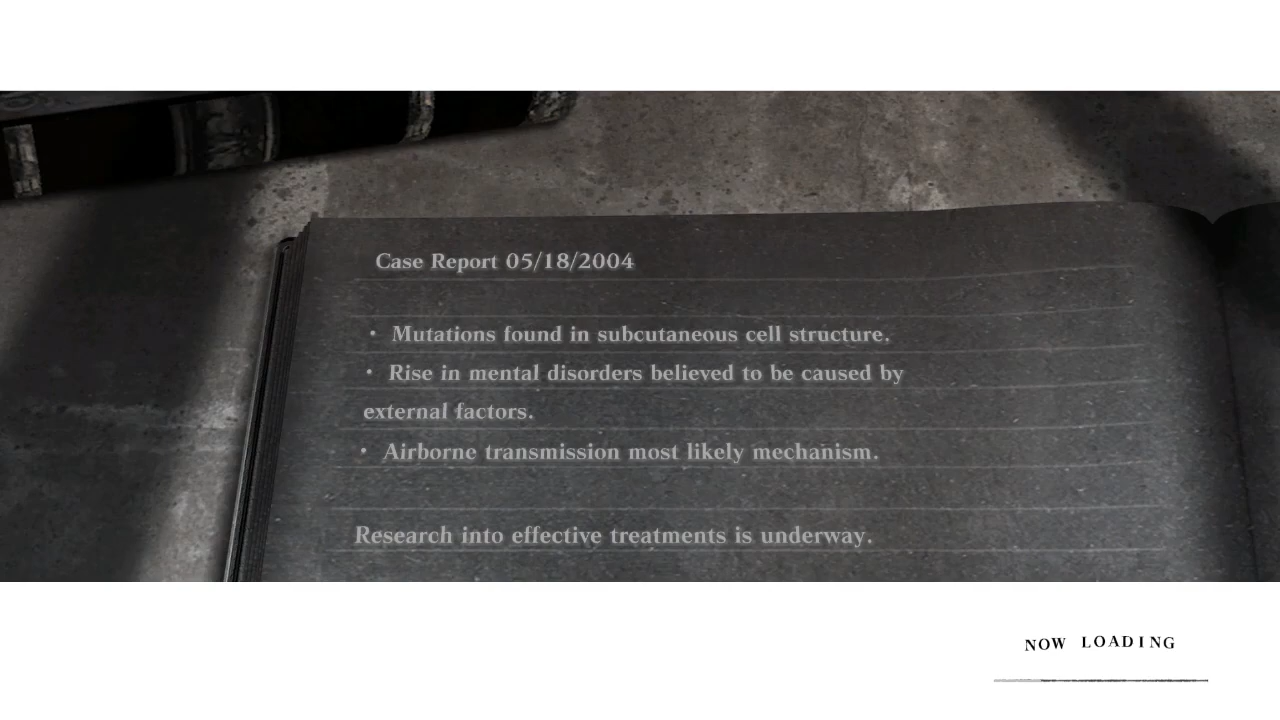 Case Report 05/18/2004
・ Mutations found in subcutaneous cell structure.
・ Rise in mental disorders believed to be caused by
external factors.
・ Airborne transmission most likely mechanism.
Research into effective treatments is underway.
NOW LOADING